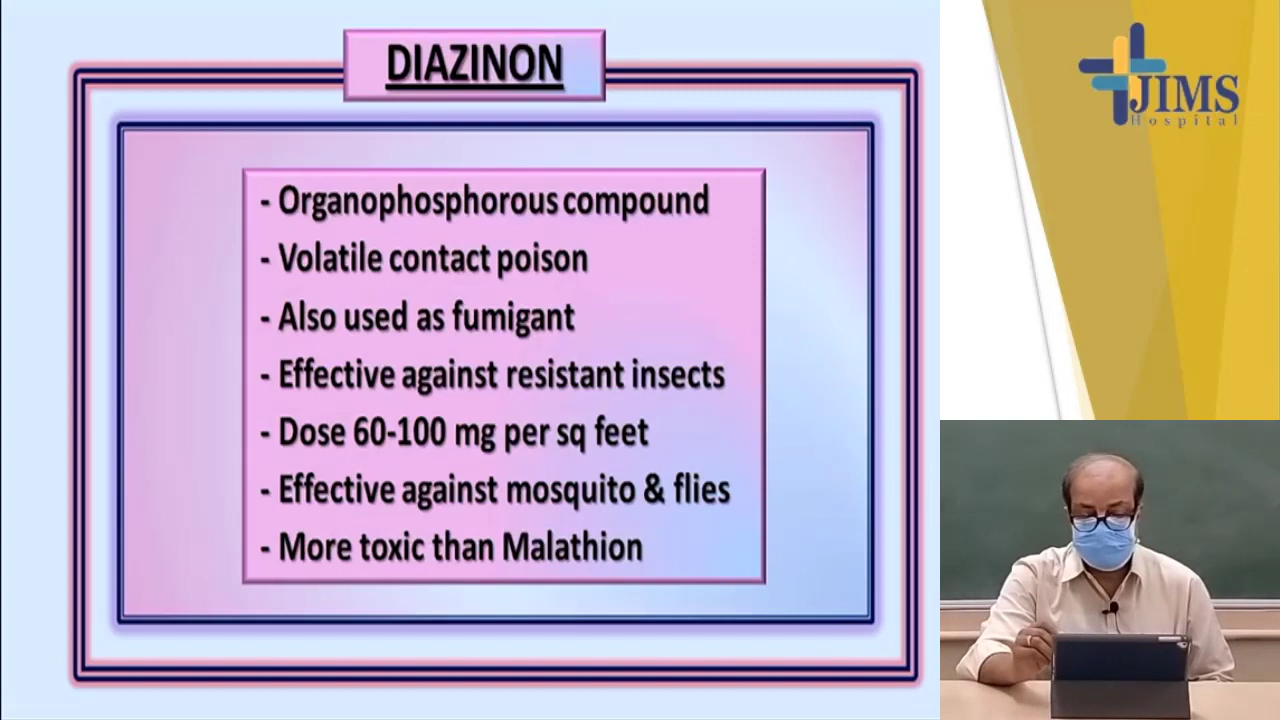 DIAZINON
- Organophosphorous compound
- Volatile contact poison
- Also used as fumigant
- Effective against resistant insects
- Dose 60-100 mg per sq feet
- Effective against mosquito & flies
- More toxic than Malathion
JIMS
Hospital